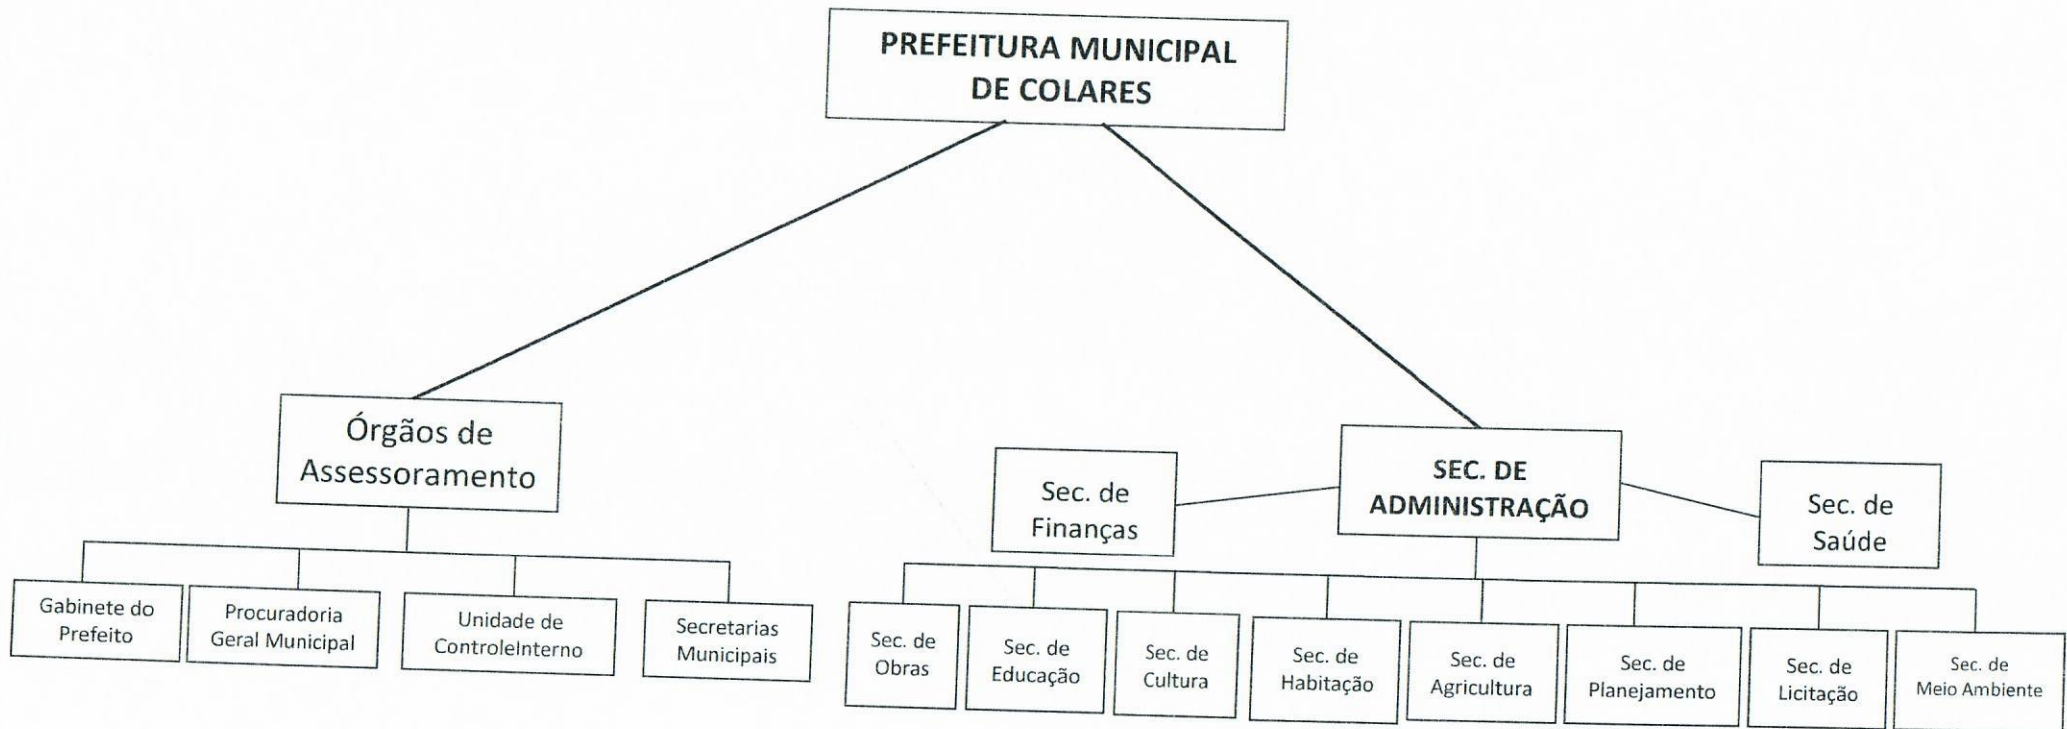 PREFEITURA MUNICIPAL
DE COLARES
Órgãos de
Assessoramento
Gabinete do
Prefeito
Procuradoria
Geral Municipal
Unidade de
ControleInterno
Secretarias
Municipais
Sec. de
Finanças
SEC. DE
ADMINISTRAÇÃO
Sec. de
Saúde
Sec. de
Obras
Sec. de
Educação
Sec. de
Cultura
Sec. de
Habitação
Sec. de
Agricultura
Sec. de
Planejamento
Sec. de
Licitação
Sec. de
Meio Ambiente